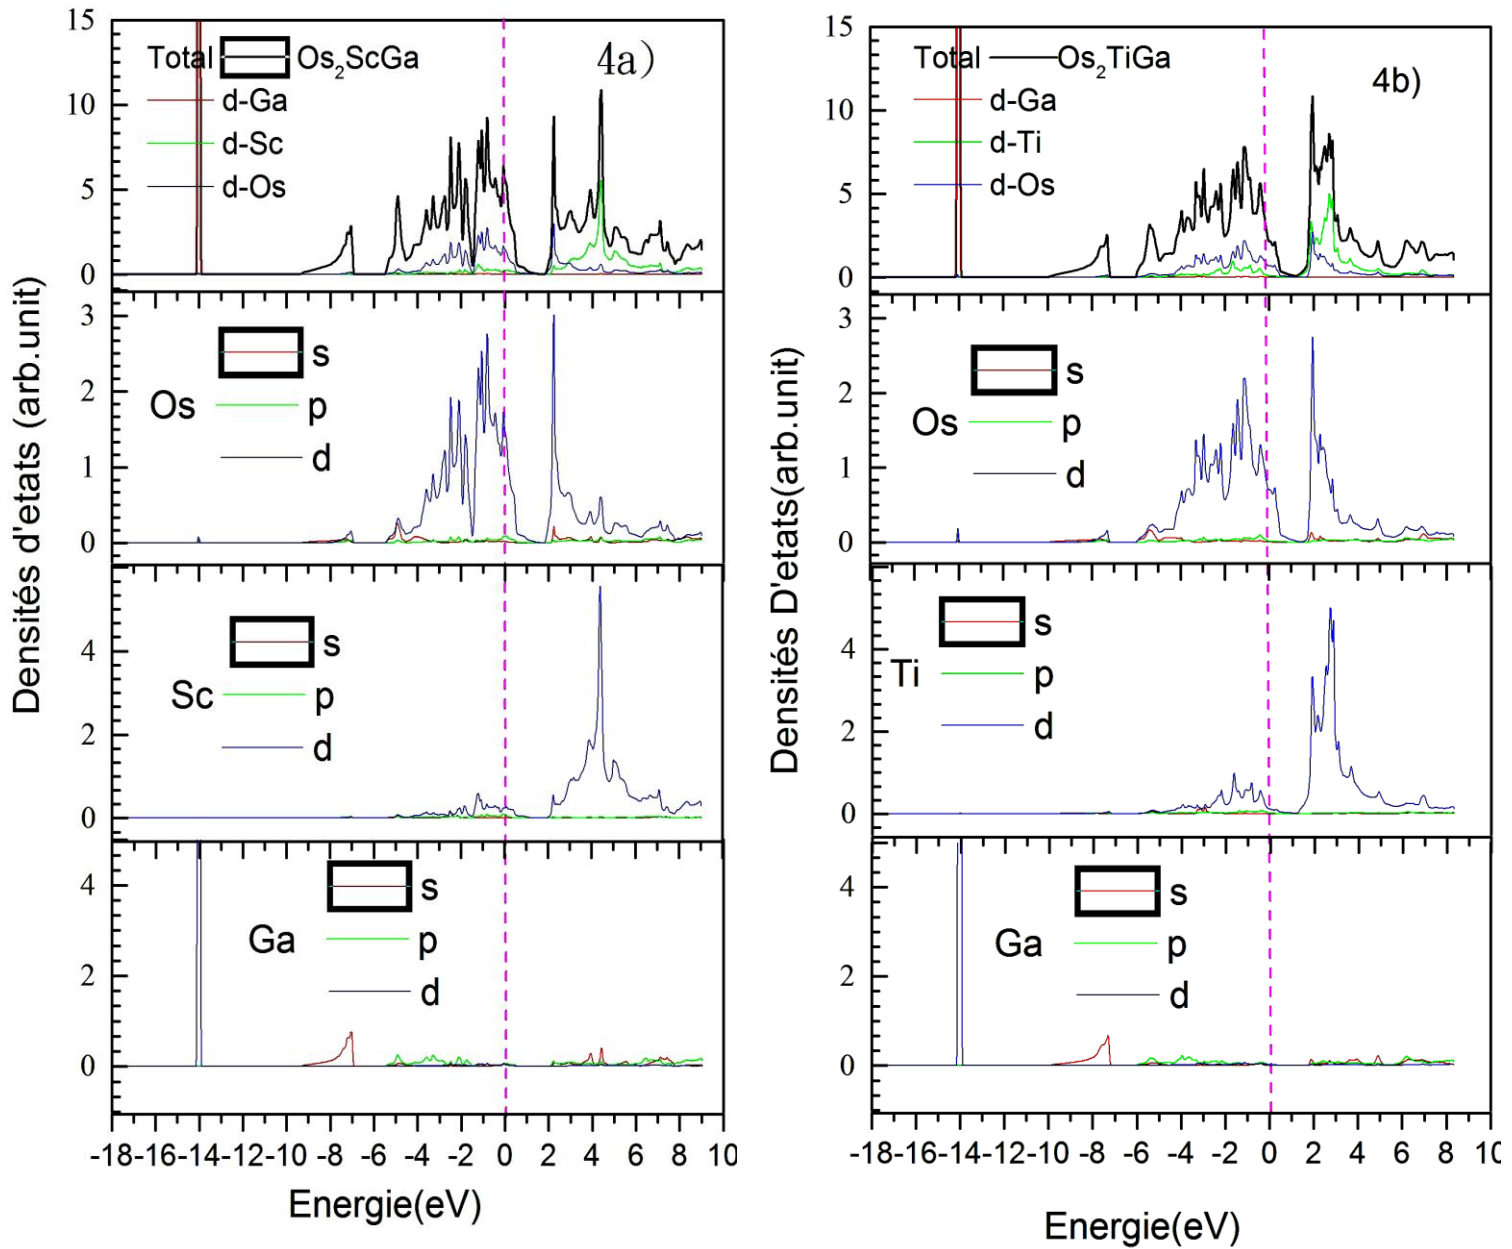 Densités d'etats (arb.unit)
15
10
5
0
Total Os₂ScGa
4a)
d-Ga
d-Sc
d-Os
3
2
1
0
Os
s
p
d
4
2
0
Sc
s
p
d
4
2
0
Ga
s
p
d
-18 -16 -14 -12 -10 -8 -6 -4 -2 0 2 4 6 8 10
Energie(eV)
Densités D'etats(arb.unit)
15
10
5
0
Total Os₂TiGa
4b)
d-Ga
d-Ti
d-Os
3
2
1
0
Os
s
p
d
4
2
0
Ti
s
p
d
4
2
0
Ga
s
p
d
-18 -16 -14 -12 -10 -8 -6 -4 -2 0 2 4 6 8 10
Energie(eV)